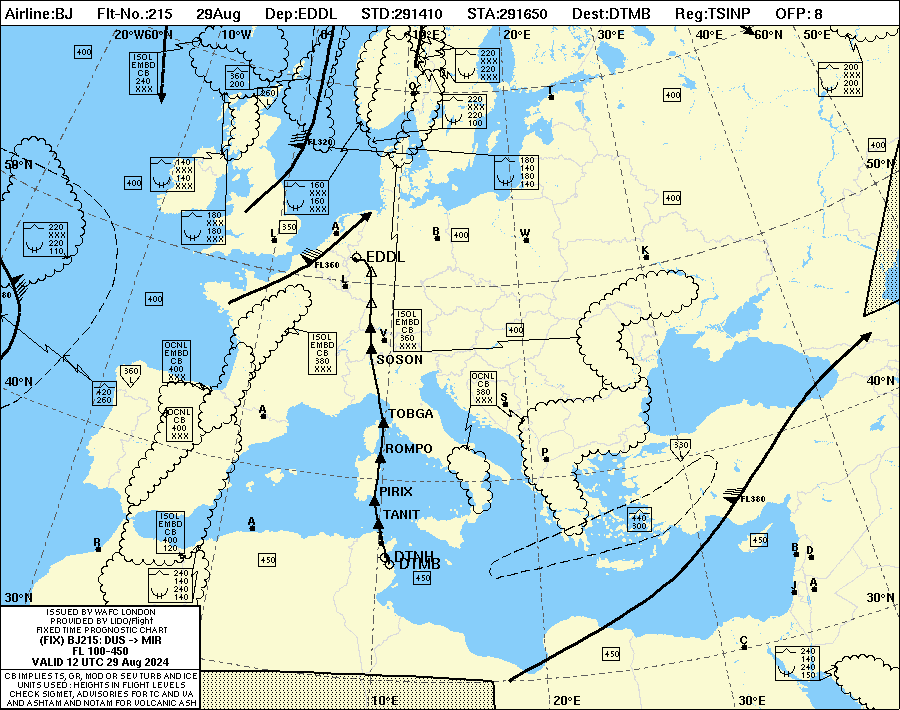 Airline:BJ Flt-No.:215 29Aug Dep:EDDL STD:291410 STA:291650 Dest:DTMB Reg:TSINP OFP: 8
20°W60°N 10°W 0° 10°E 20°E 30°E 40°E 60°N 50°E
400
ISOL
EMBD
CB
240
XXX
360
200
260
L
220
XXX
220
XXX
220
XXX
220
100
200
XXX
200
XXX
400
400
O
T
FL320
50°N
50°N
400
140
XXX
140
XXX
400
180
XXX
180
XXX
160
XXX
160
XXX
180
140
180
140
400
220
XXX
220
110
L
350
A
B
400
W
K
EDDL
FL360
L
80
400
ISOL
EMBD
CB
360
XXX
V
400
ISOL
EMBD
CB
380
XXX
OCNL
EMBD
CB
400
XXX
SOSON
40°N
40°N
360
L
420
260
OCNL
CB
400
XXX
OCNL
CB
380
XXX
S
A
TOBGA
P
ROMPO
330
L
PIRIX
FL380
TANIT
440
300
ISOL
EMBD
CB
400
120
A
R
450
450
B
D
DTNH
DTMB
450
240
140
240
140
J
A
30°N
30°N
ISSUED BY WAFC LONDON
PROVIDED BY LIDO/Flight
FIXED TIME PROGNOSTIC CHART
(FIX) BJ215: DUS -> MIR
FL 100-450
VALID 12 UTC 29 Aug 2024
CB IMPLIES TS, GR, MOD OR SEV TURB AND ICE
UNITS USED : HEIGHTS IN FLIGHT LEVELS
CHECK SIGMET, ADVISORIES FOR TC AND VA
AND ASHTAM AND NOTAM FOR VOLCANIC ASH
C
450
240
140
240
150
10°E 20°E 30°E